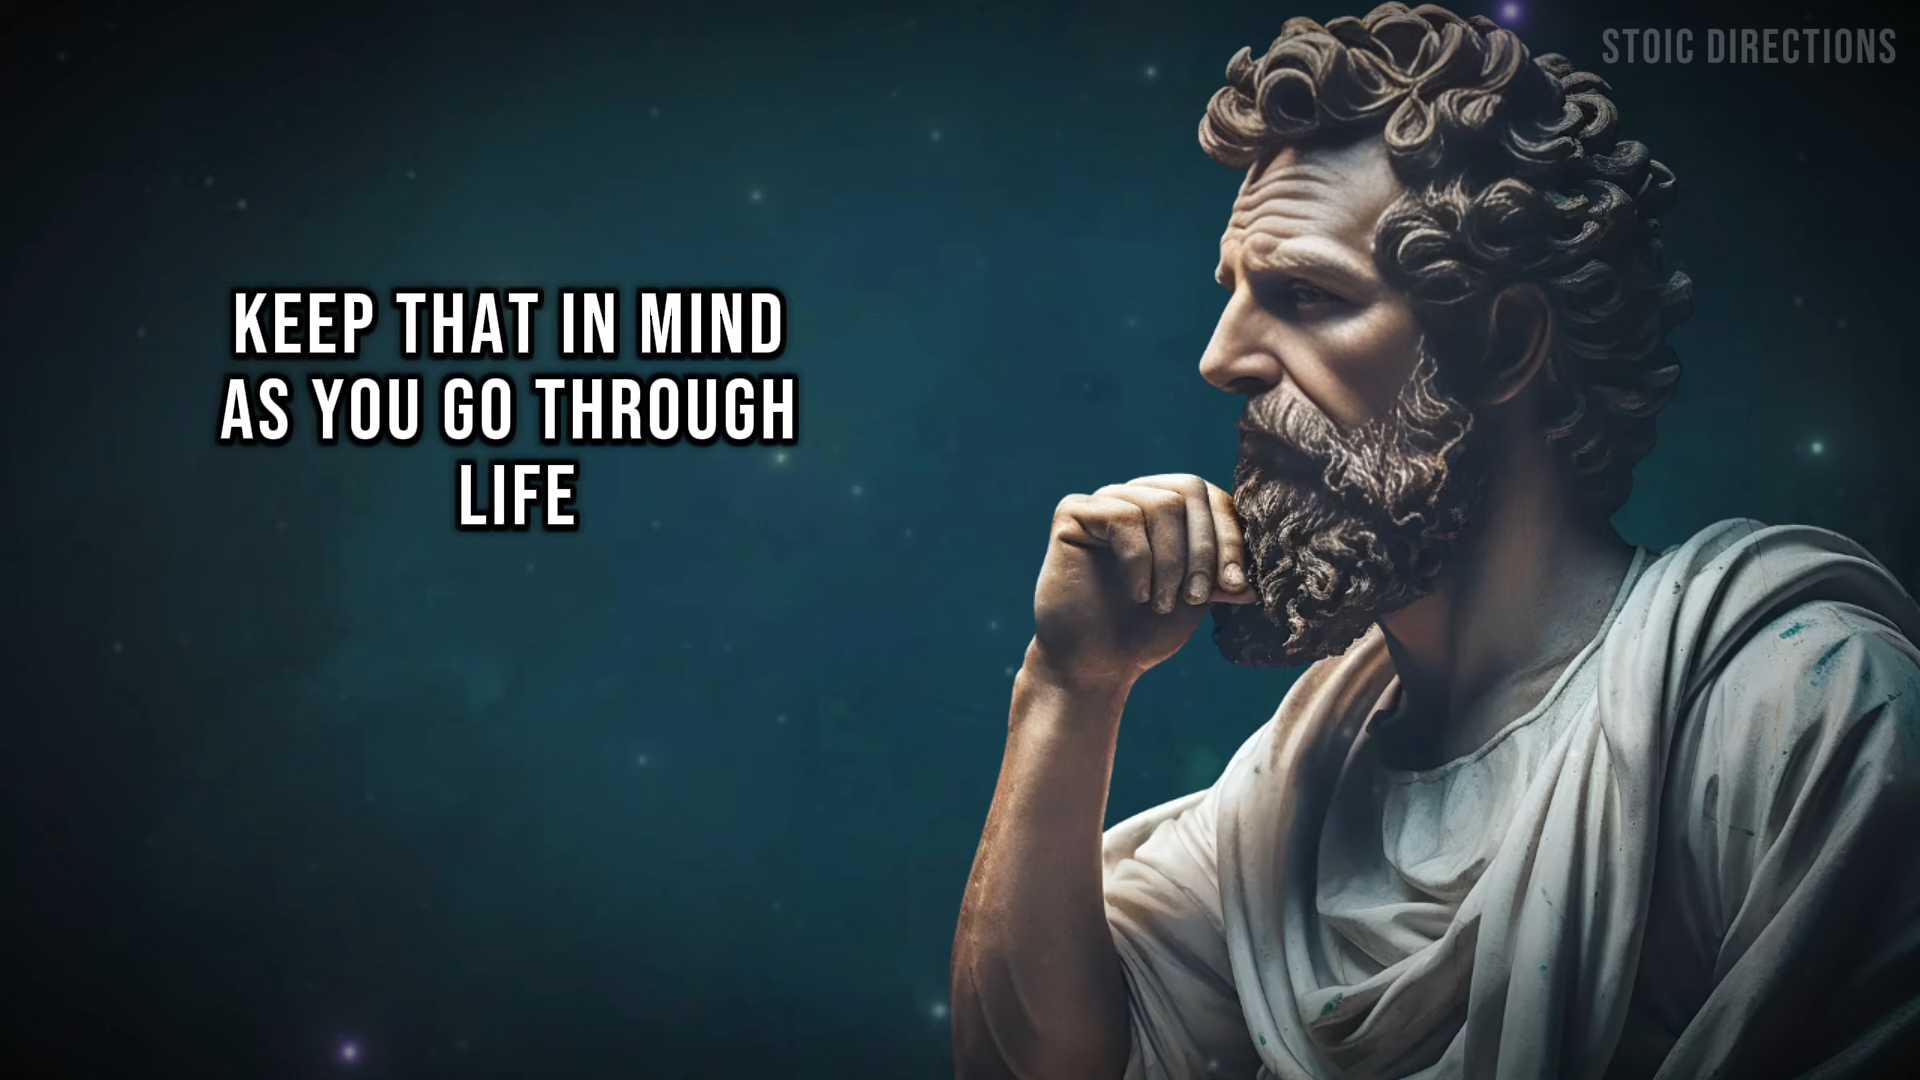 STOIC DIRECTIONS
KEEP THAT IN MIND
AS YOU GO THROUGH
LIFE